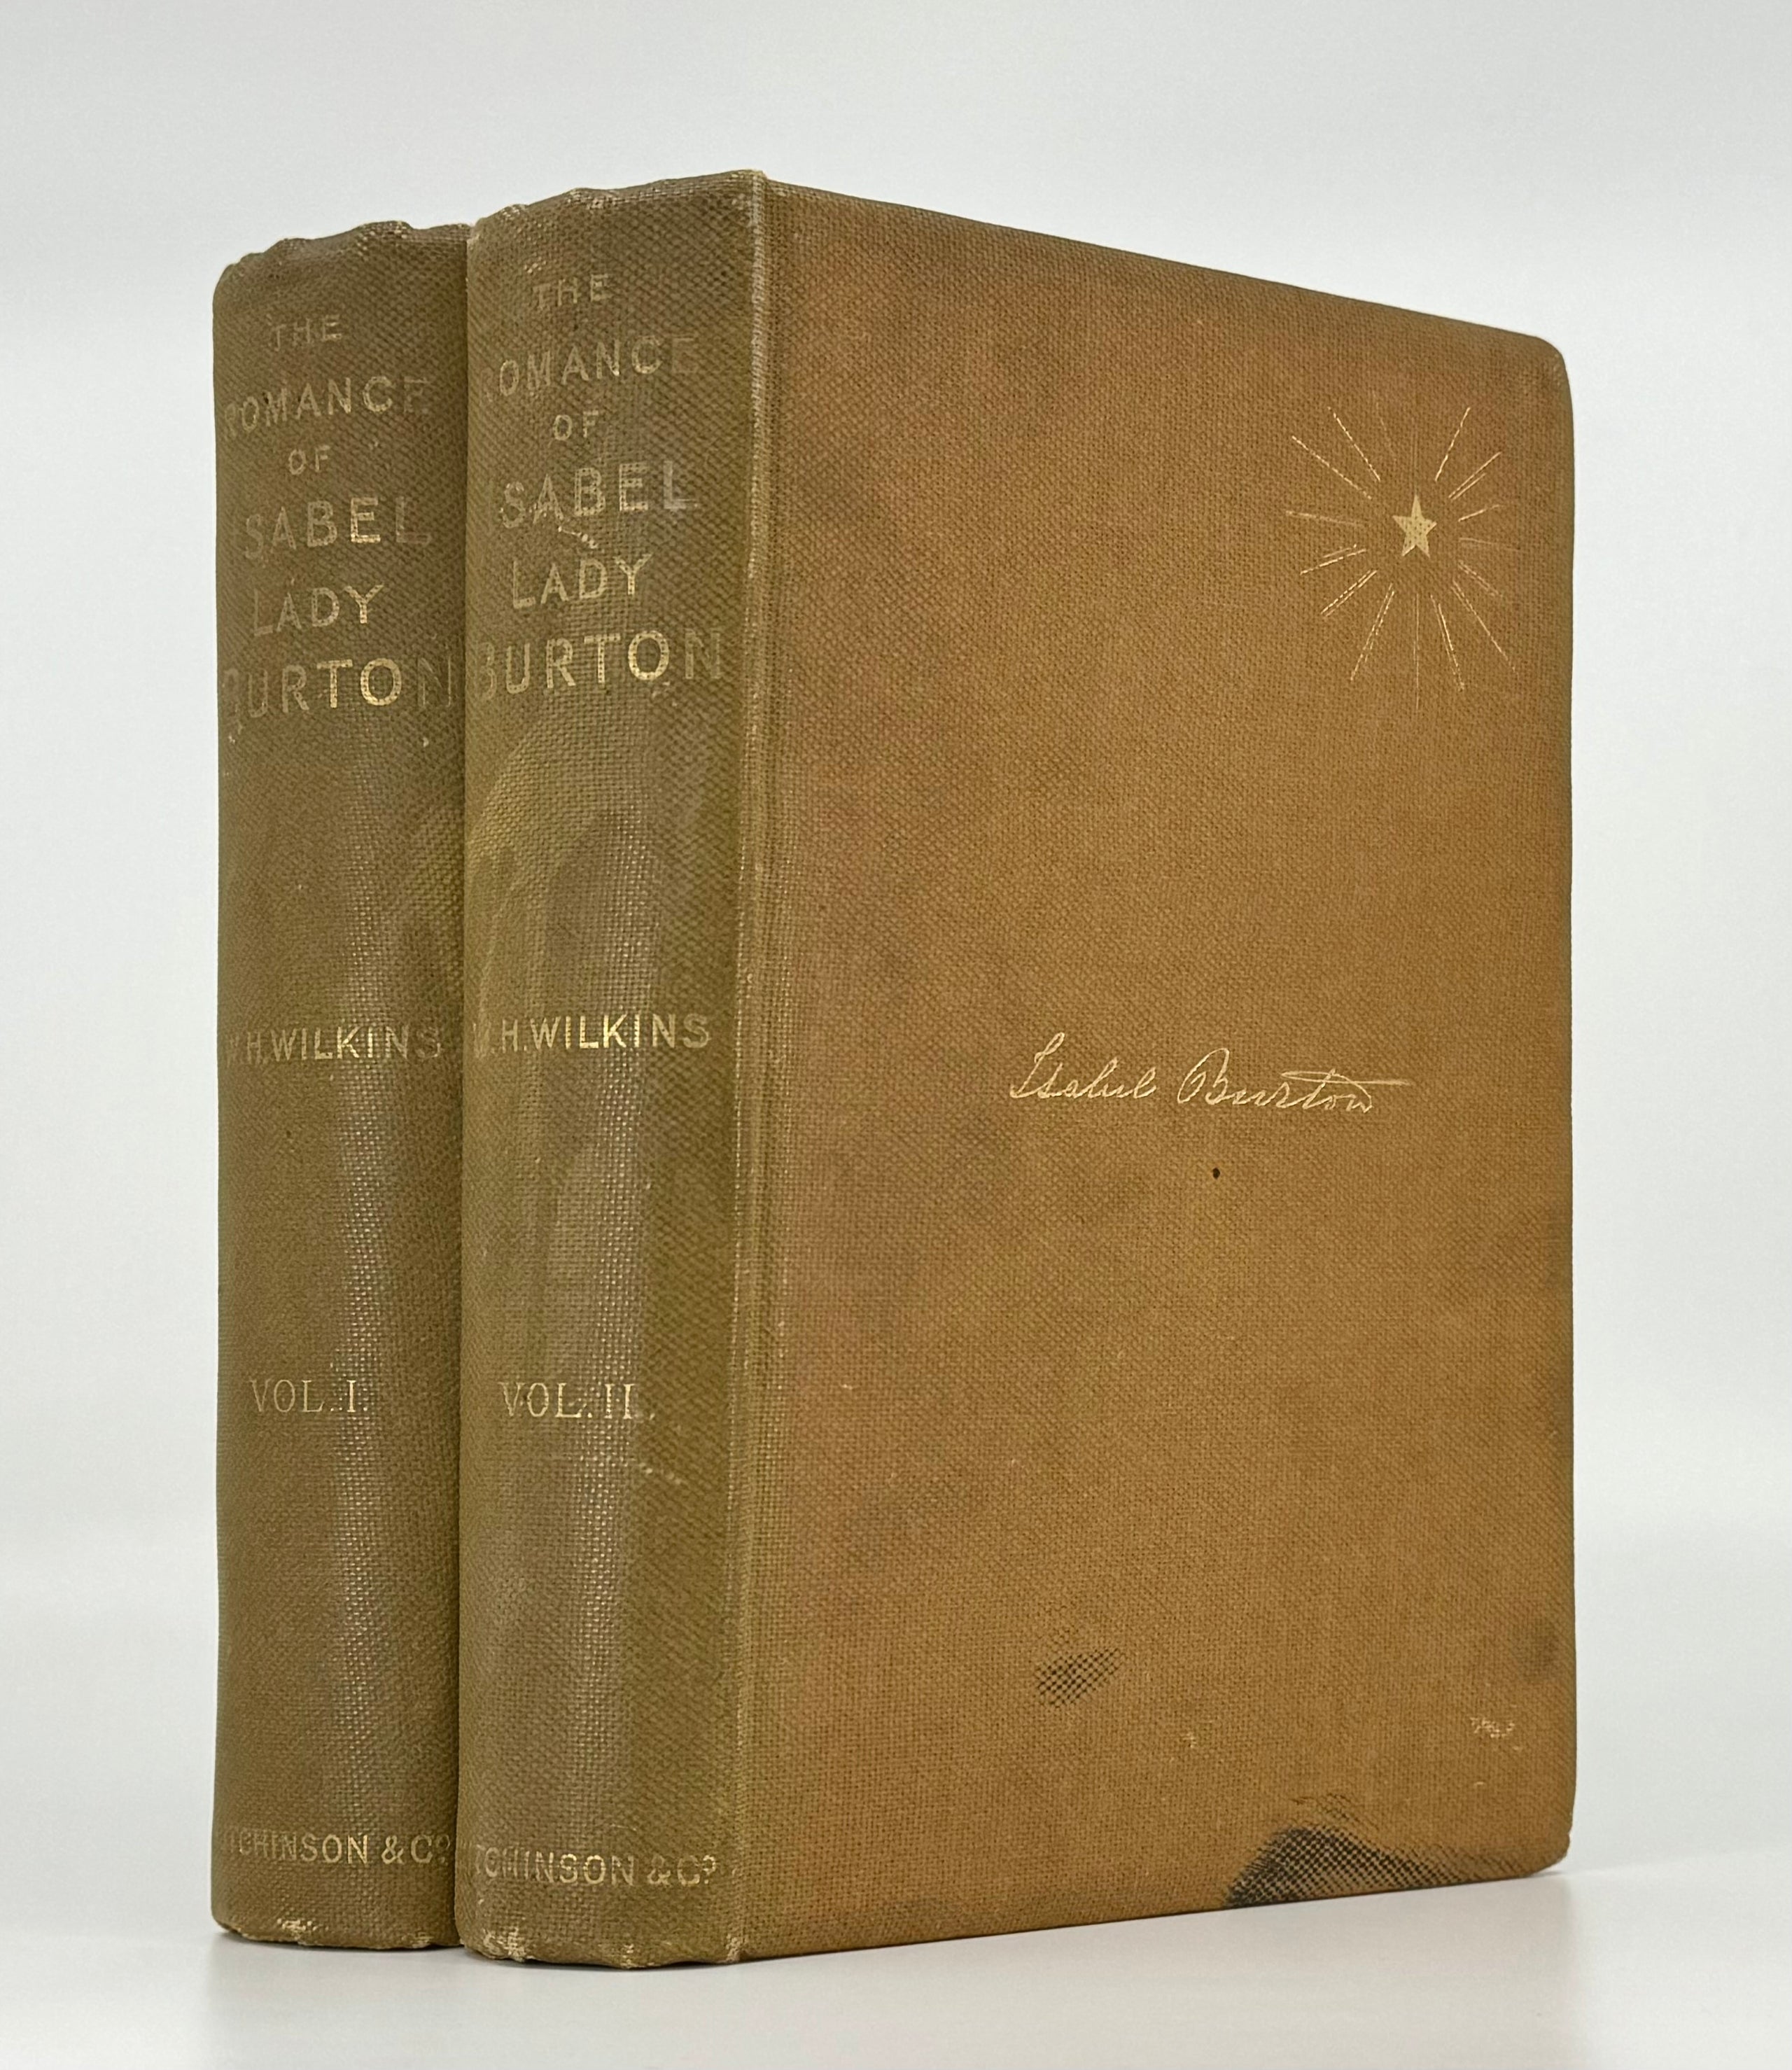 THE
ROMANCE
OF
ISABEL
LADY
BURTON
W.H.WILKINS
VOL. I.
HUTCHINSON & Cº
THE
ROMANCE
OF
ISABEL
LADY
BURTON
W.H.WILKINS
VOL. II.
HUTCHINSON & Cº
Isabel Burton